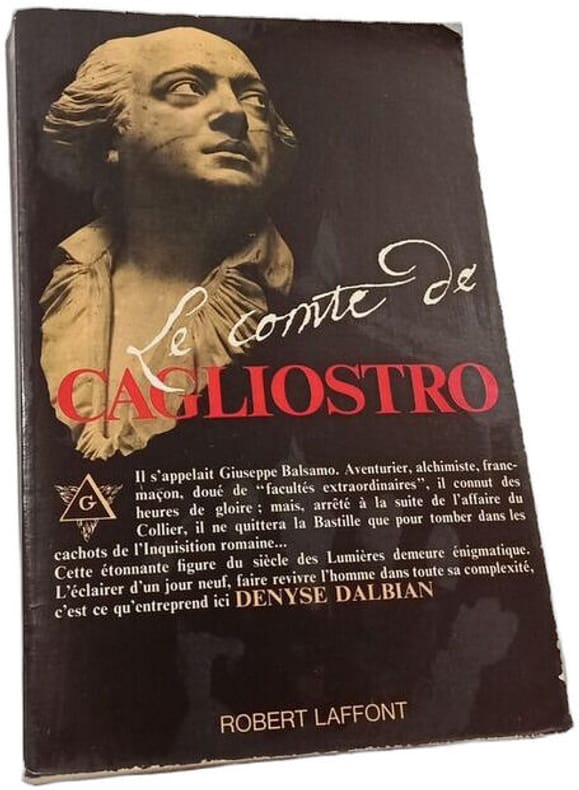 Le comte de
CAGLIOSTRO
Il s'appelait Giuseppe Balsamo. Aventurier, alchimiste, franc-
maçon, doué de "facultés extraordinaires", il connut des
heures de gloire ; mais, arrêté à la suite de l'affaire du
G
Collier, il ne quittera la Bastille que pour tomber dans les
cachots de l'Inquisition romaine...
Cette étonnante figure du siècle des Lumières demeure énigmatique.
L'éclairer d'un jour neuf, faire revivre l'homme dans toute sa complexité,
c'est ce qu'entreprend ici DENYSE DALBIAN
ROBERT LAFFONT